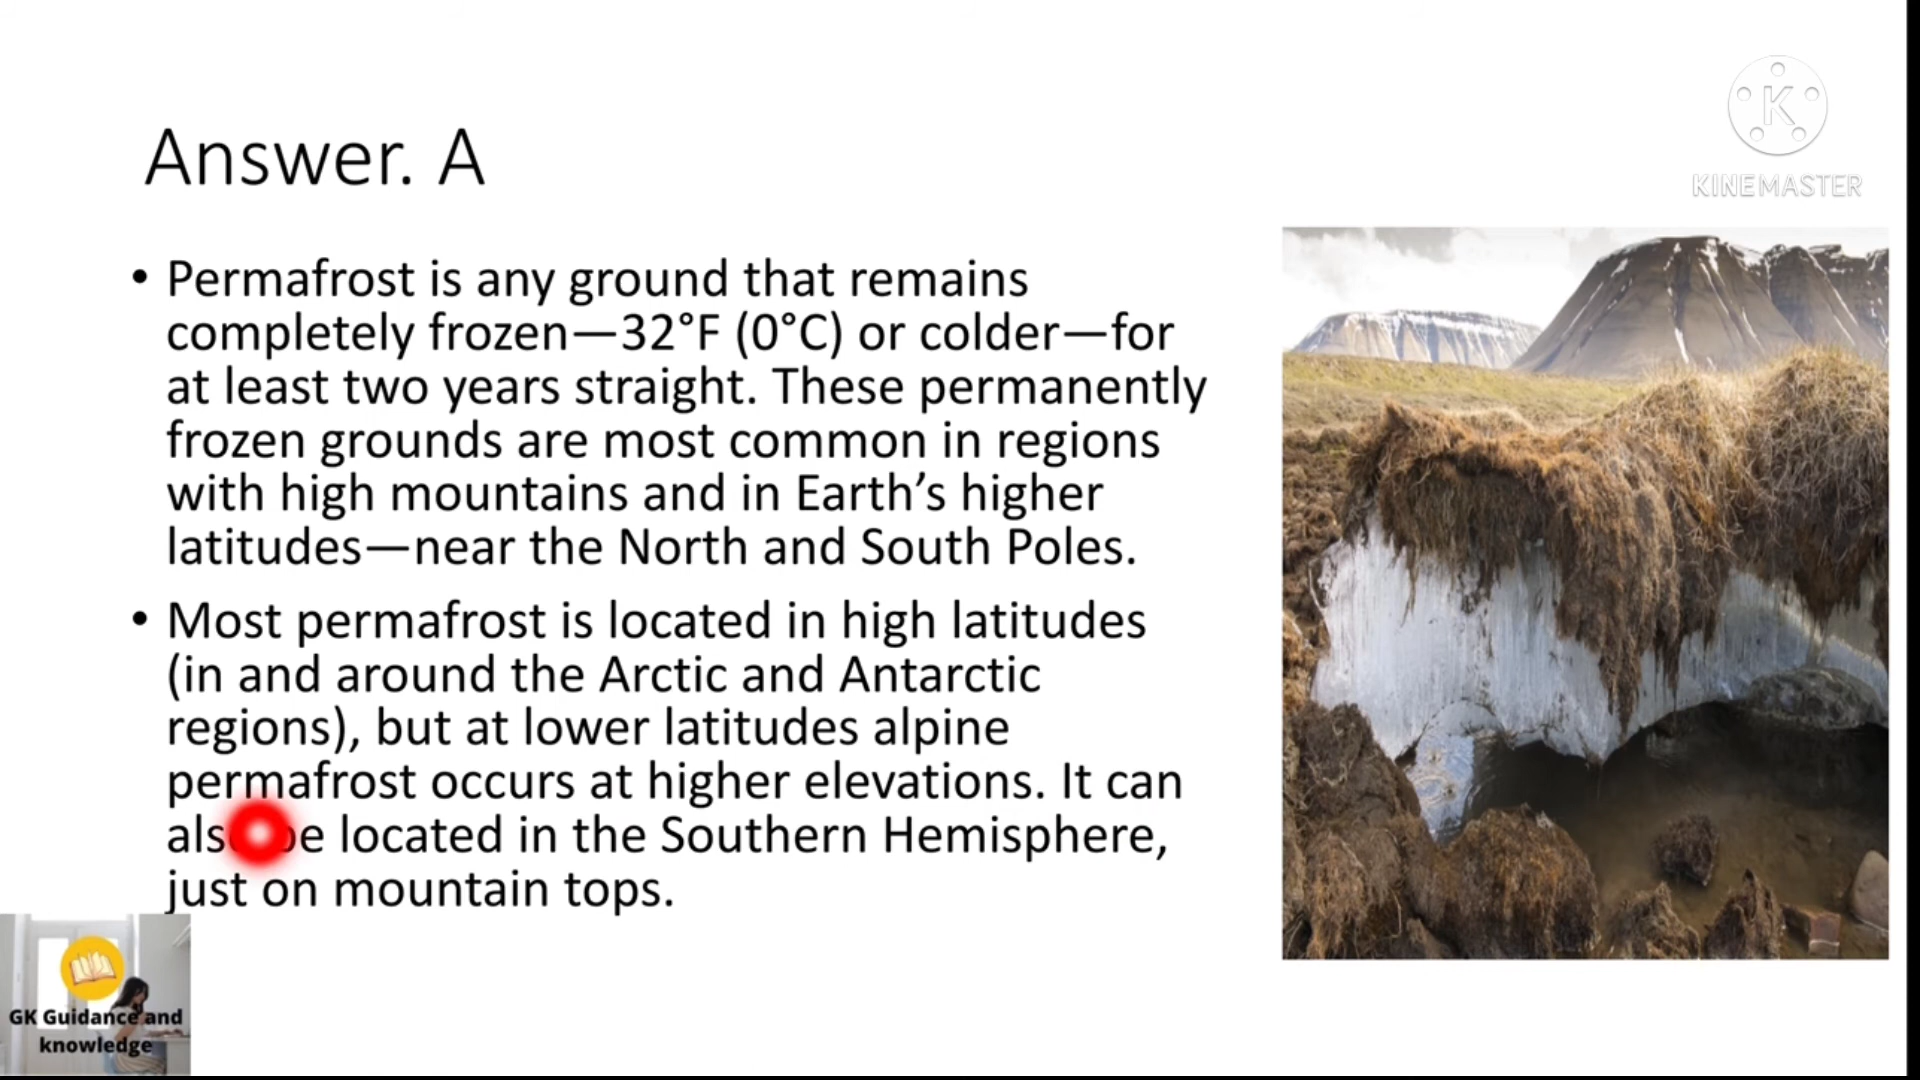 Answer. A
K
KINEMASTER
• Permafrost is any ground that remains
completely frozen—32°F (0°C) or colder—for
at least two years straight. These permanently
frozen grounds are most common in regions
with high mountains and in Earth’s higher
latitudes—near the North and South Poles.
• Most permafrost is located in high latitudes
(in and around the Arctic and Antarctic
regions), but at lower latitudes alpine
permafrost occurs at higher elevations. It can
also be located in the Southern Hemisphere,
just on mountain tops.
GK Guidance and
knowledge